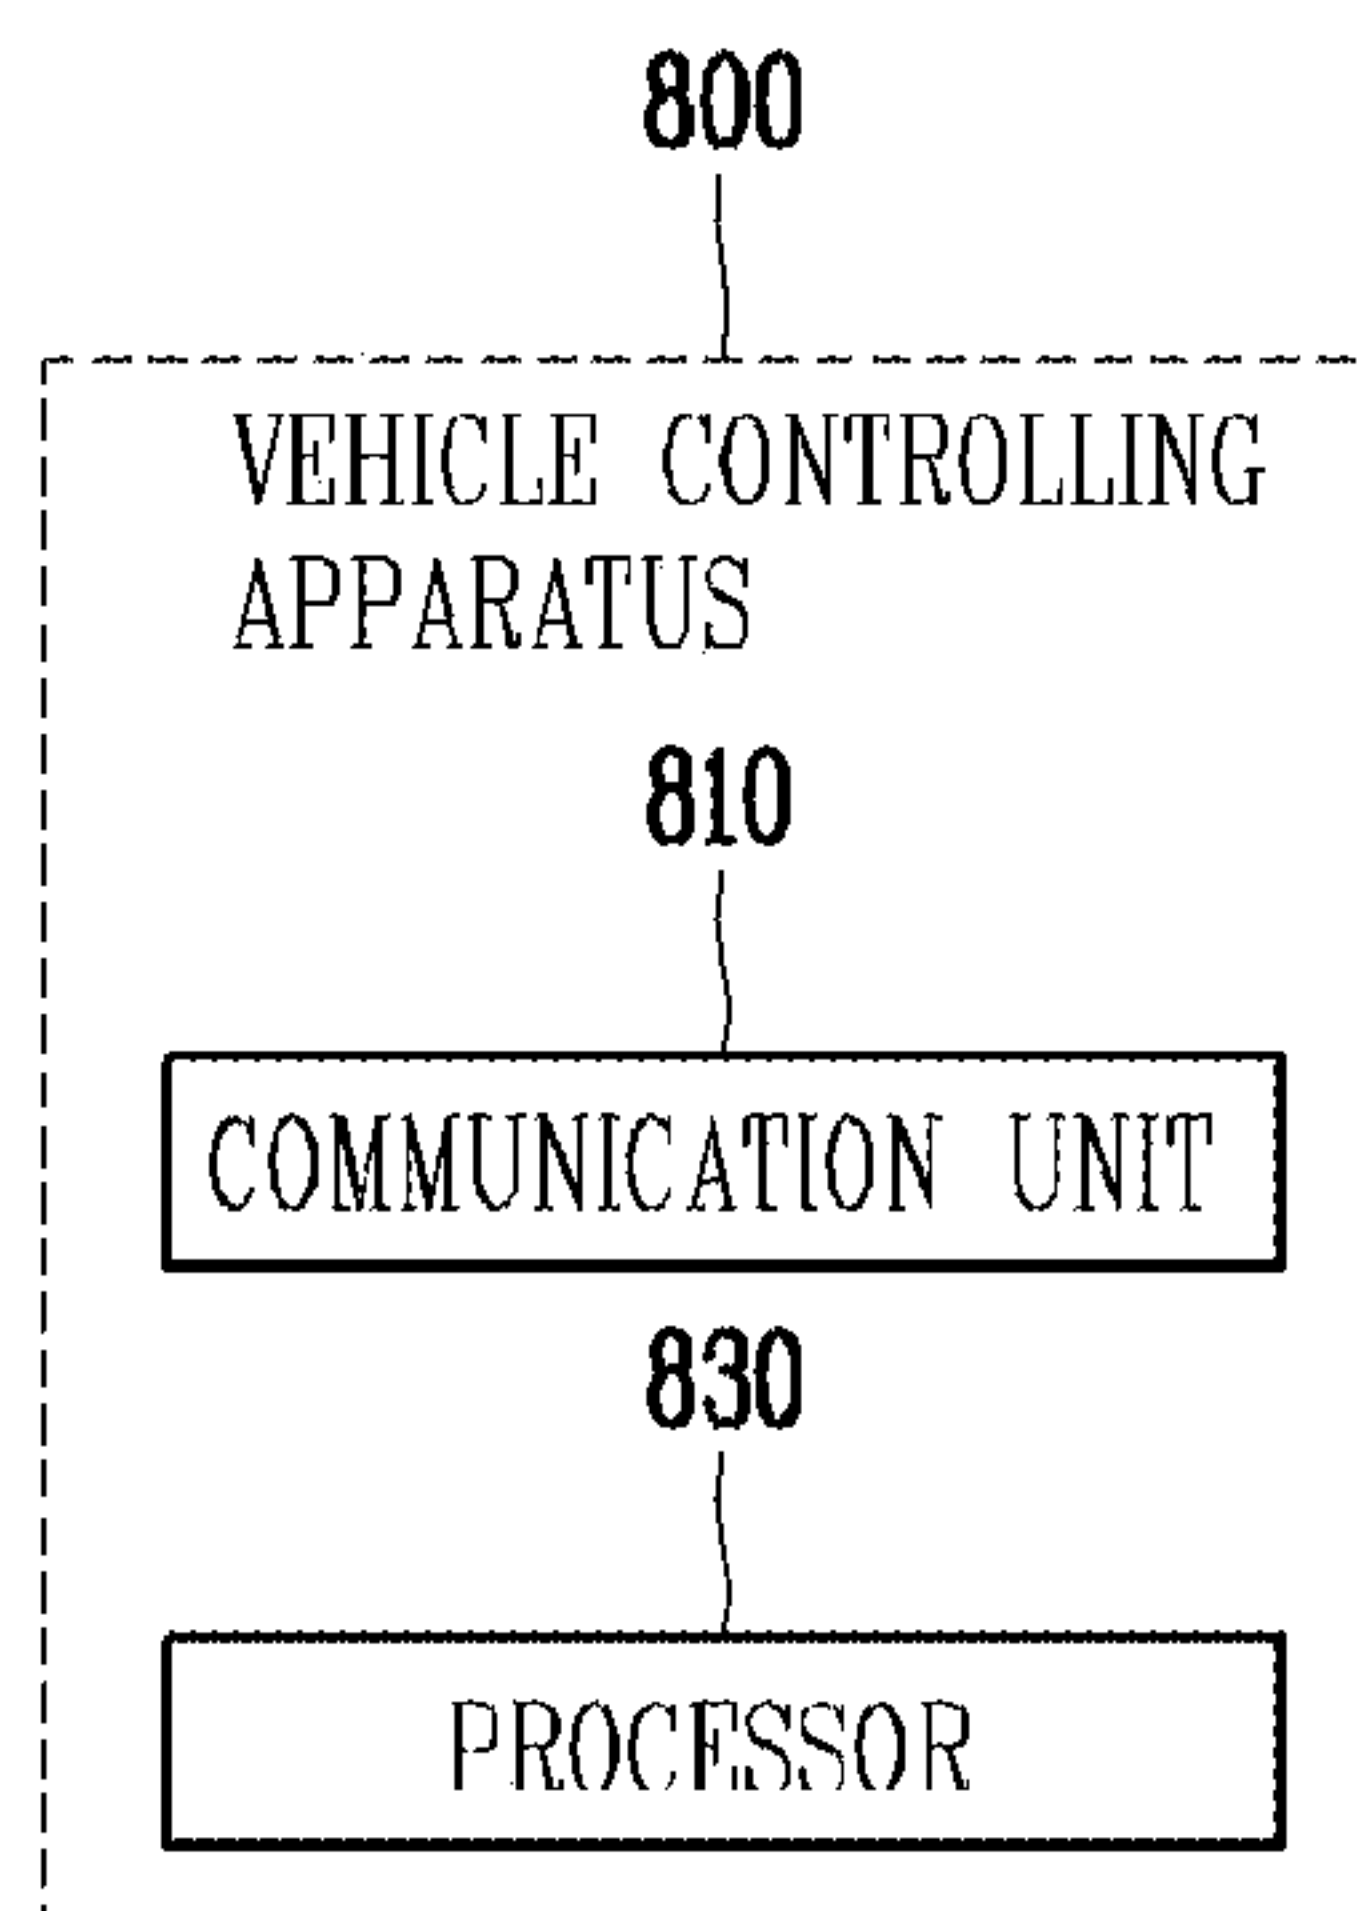 800
VEHICLE CONTROLLING
APPARATUS
810
COMMUNICATION UNIT
830
PROCESSOR